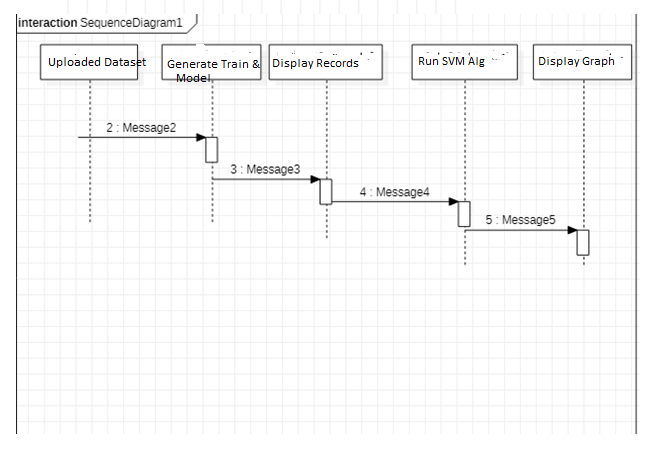 interaction SequenceDiagram1
Uploaded Dataset
Generate Train &
Model
Display Records
Run SVM Alg
Display Graph
2 : Message2
3 : Message3
4 : Message4
5 : Message5